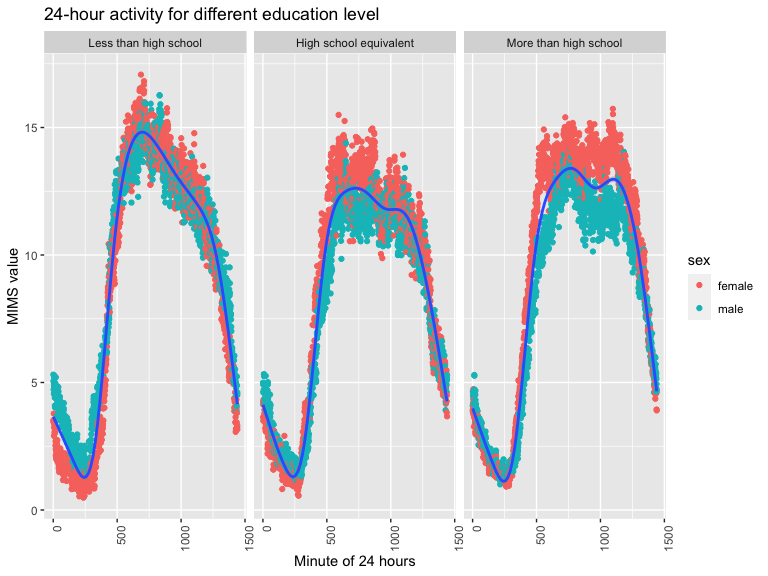 24-hour activity for different education level
Less than high school
High school equivalent
More than high school
15
10
5
0
MIMS value
0 500 1000 1500
0 500 1000 1500
0 500 1000 1500
Minute of 24 hours
sex
female
male